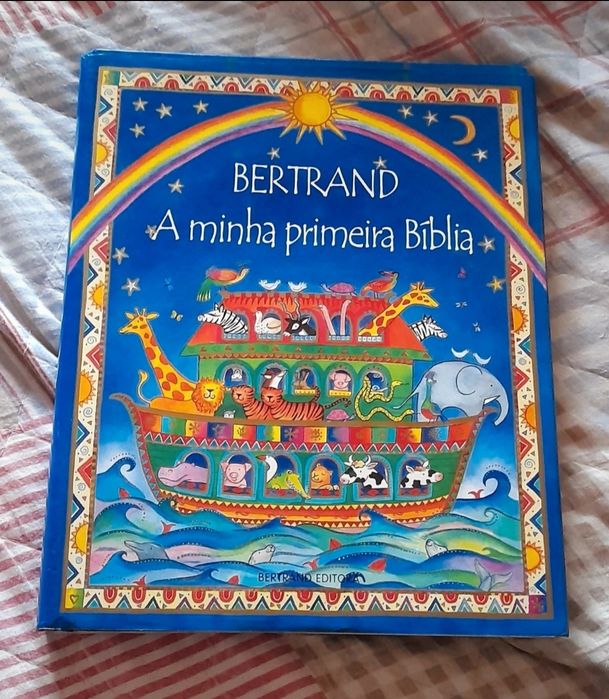 BERTRAND
A minha primeira Bíblia
BERTRAND EDITORA